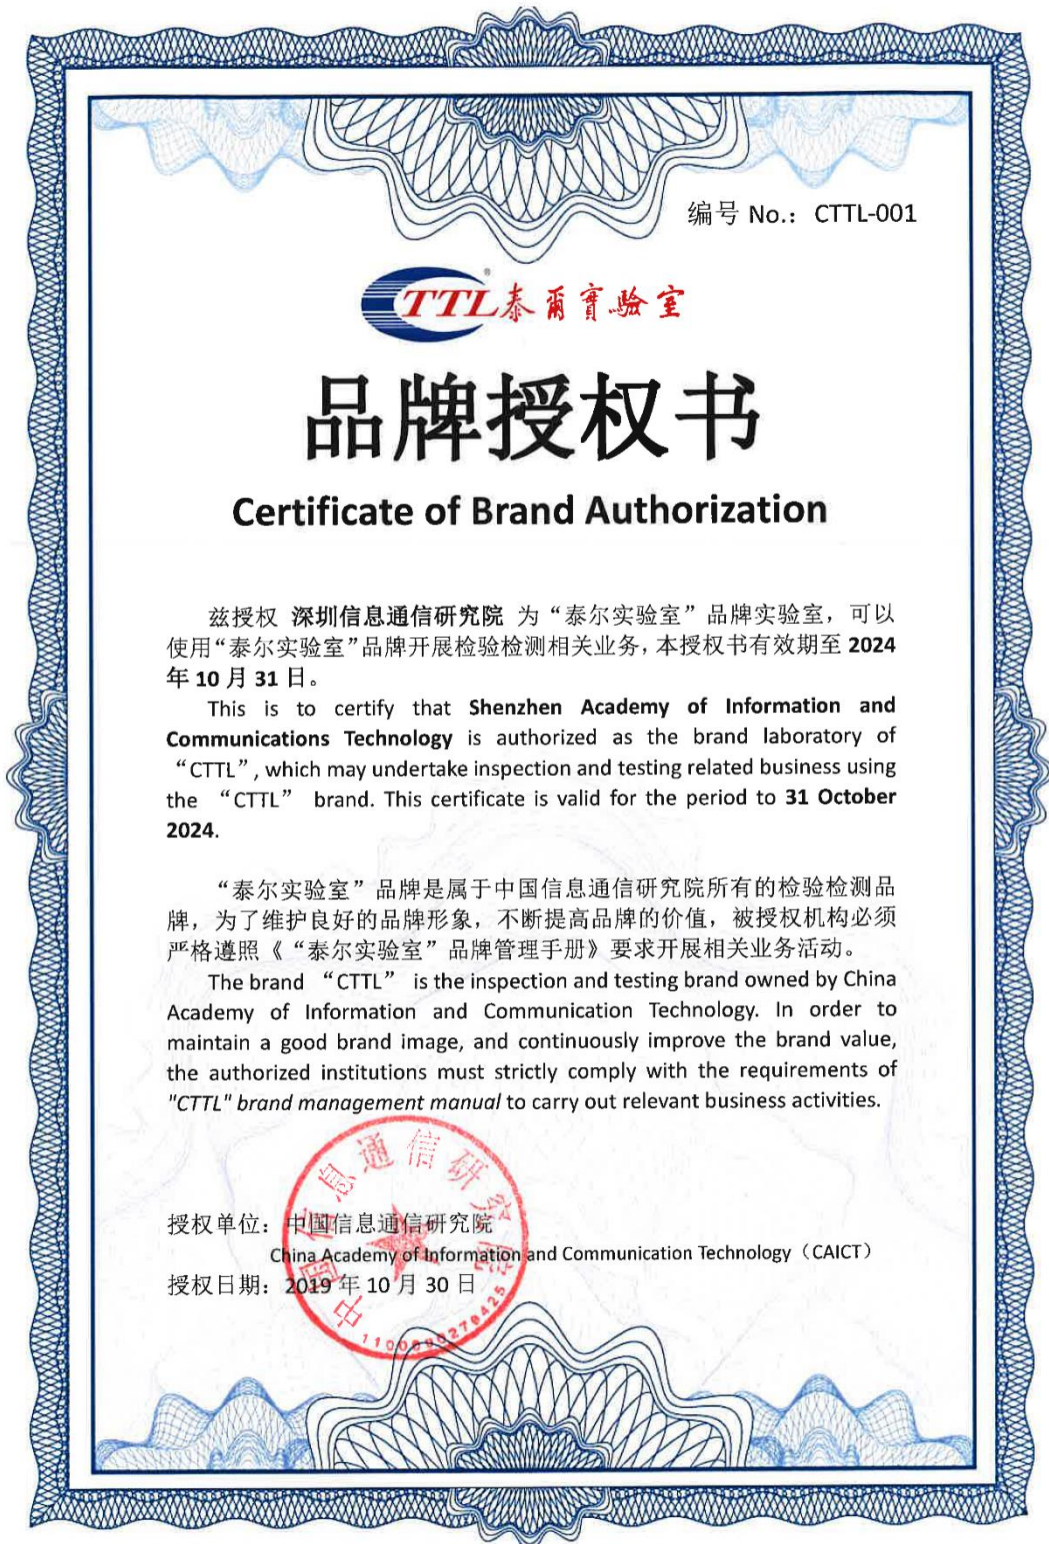 编号 No.： CTTL-001
CTTL®泰爾實驗室
品牌授权书
Certificate of Brand Authorization
兹授权 深圳信息通信研究院 为“泰尔实验室”品牌实验室，可以
使用“泰尔实验室”品牌开展检验检测相关业务，本授权书有效期至 2024
年 10 月 31 日。
This is to certify that Shenzhen Academy of Information and
Communications Technology is authorized as the brand laboratory of
“CTTL”, which may undertake inspection and testing related business using
the “CTTL” brand. This certificate is valid for the period to 31 October
2024.
“泰尔实验室”品牌是属于中国信息通信研究院所有的检验检测品
牌，为了维护良好的品牌形象，不断提高品牌的价值，被授权机构必须
严格遵照《“泰尔实验室”品牌管理手册》要求开展相关业务活动。
The brand “CTTL” is the inspection and testing brand owned by China
Academy of Information and Communication Technology. In order to
maintain a good brand image, and continuously improve the brand value,
the authorized institutions must strictly comply with the requirements of
"CTTL" brand management manual to carry out relevant business activities.
授权单位：中国信息通信研究院
China Academy of Information and Communication Technology（CAICT）
授权日期：2019 年 10 月 30 日
中国信息通信研究院